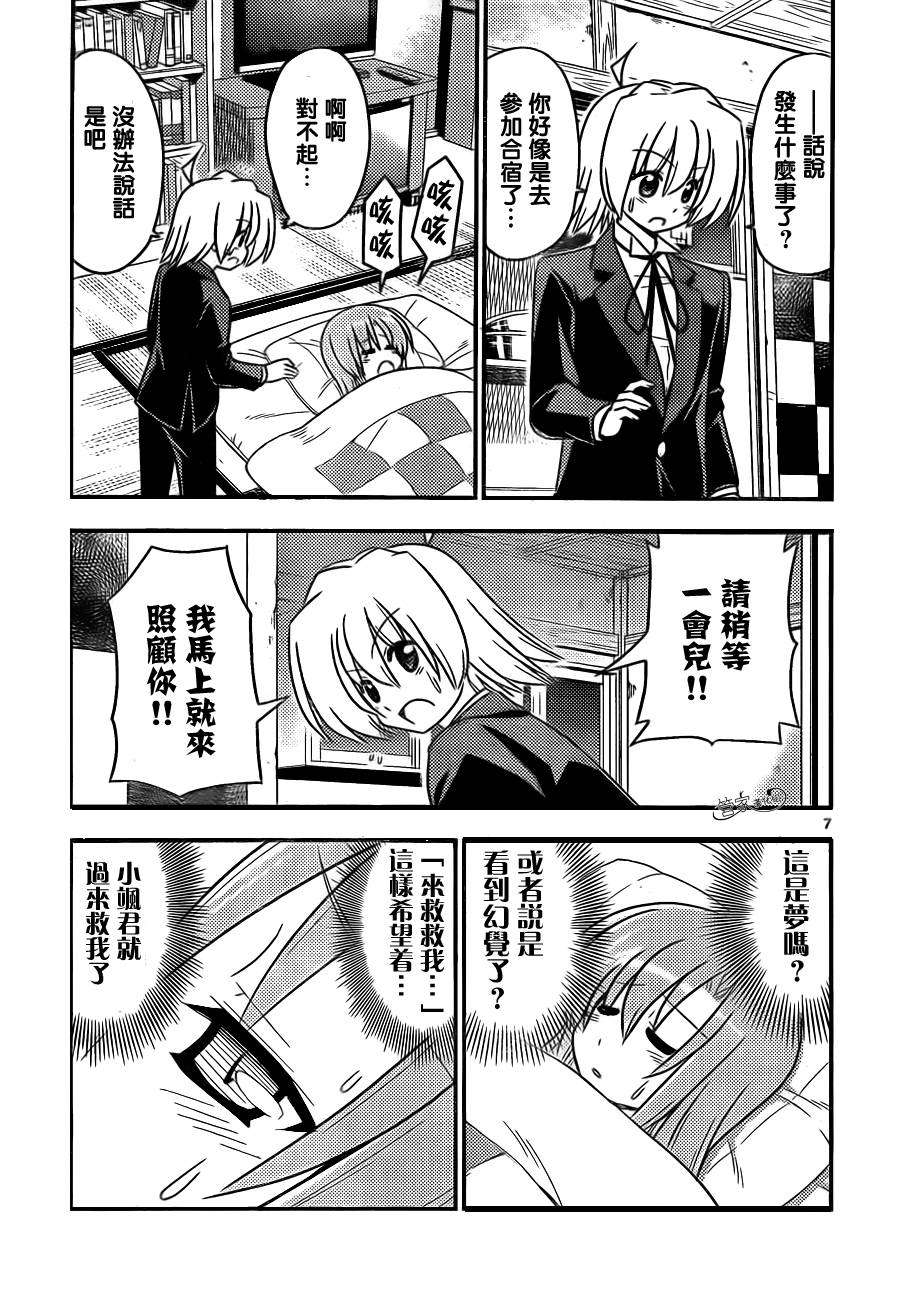 ——話說
發生什麼事了?
你好像是去
參加合宿了…
啊啊
對不起…
咳咳
咳咳
沒辦法說話
是吧
請稍等
一會兒!!
我馬上就來
照顧你!!
7
這是夢嗎?
或者說是
看到幻覺了?
「來救救我…」
這樣希望着…
小颯君就
過來救我了